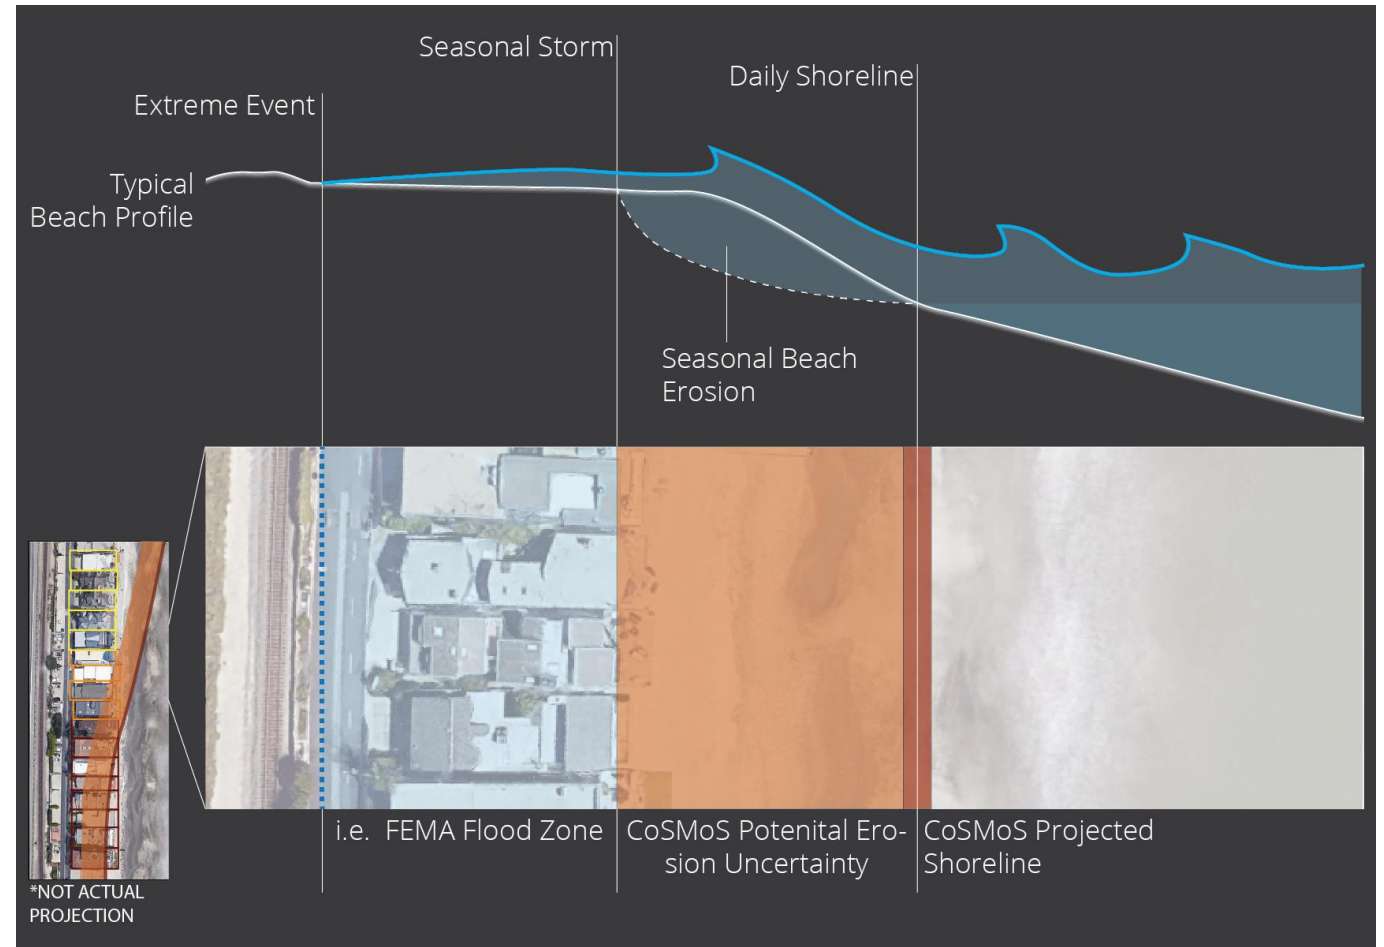 Seasonal Storm
Daily Shoreline
Extreme Event
Typical
Beach Profile
Seasonal Beach
Erosion
i.e. FEMA Flood Zone
CoSMoS Potenital Ero-
sion Uncertainty
CoSMoS Projected
Shoreline
*NOT ACTUAL
PROJECTION